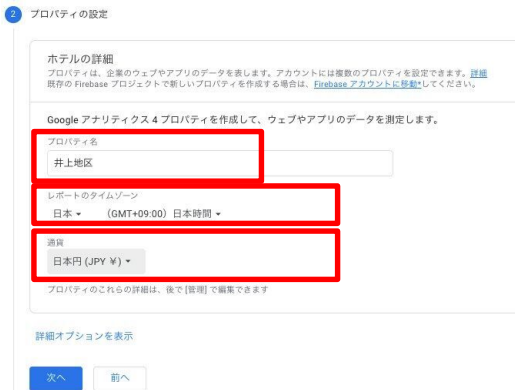 2 プロパティの設定
ホテルの詳細
プロパティは、企業のウェブやアプリのデータを表します。アカウントには複数のプロパティを設定できます。詳細
既存の Firebase プロジェクトで新しいプロパティを作成する場合は、Firebase アカウントに移動*してください。
Google アナリティクス 4 プロパティを作成して、ウェブやアプリのデータを測定します。
プロパティ名
井上地区
レポートのタイムゾーン
日本 (GMT+09:00) 日本時間
通貨
日本円 (JPY ¥)
プロパティのこれらの詳細は、後で [管理] で編集できます
詳細オプションを表示
次へ 前へ